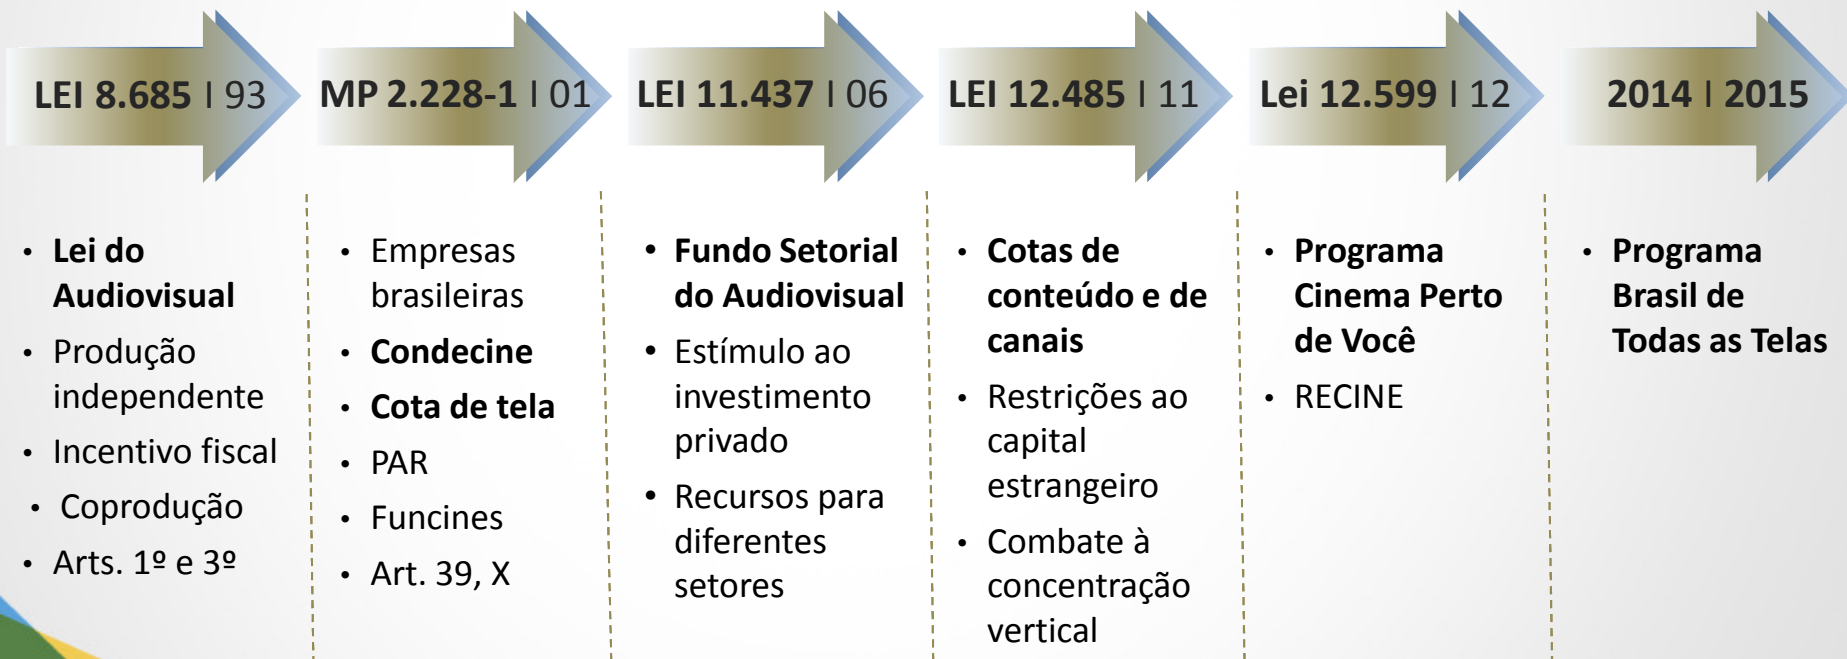 LEI 8.685 I 93
MP 2.228-1 I 01
LEI 11.437 I 06
LEI 12.485 I 11
Lei 12.599 I 12
2014 I 2015
• Lei do
Audiovisual
• Produção
independente
• Incentivo fiscal
• Coprodução
• Arts. 1º e 3º
• Empresas
brasileiras
• Condecine
• Cota de tela
• PAR
• Funcines
• Art. 39, X
• Fundo Setorial
do Audiovisual
• Estímulo ao
investimento
privado
• Recursos para
diferentes
setores
• Cotas de
conteúdo e de
canais
• Restrições ao
capital
estrangeiro
• Combate à
concentração
vertical
• Programa
Cinema Perto
de Você
• RECINE
• Programa
Brasil de
Todas as Telas